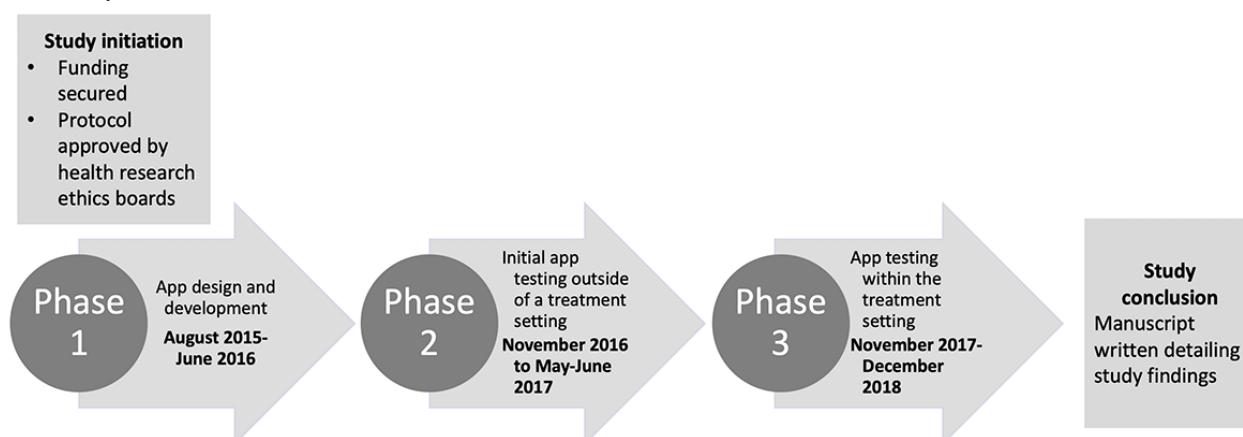 Study initiation
• Funding
secured
• Protocol
approved by
health research
ethics boards
Phase
1
App design and
development
August 2015-
June 2016
Phase
2
Initial app
testing outside
of a treatment
setting
November 2016
to May-June
2017
Phase
3
App testing
within the
treatment
setting
November 2017-
December
2018
Study
conclusion
Manuscript
written detailing
study findings